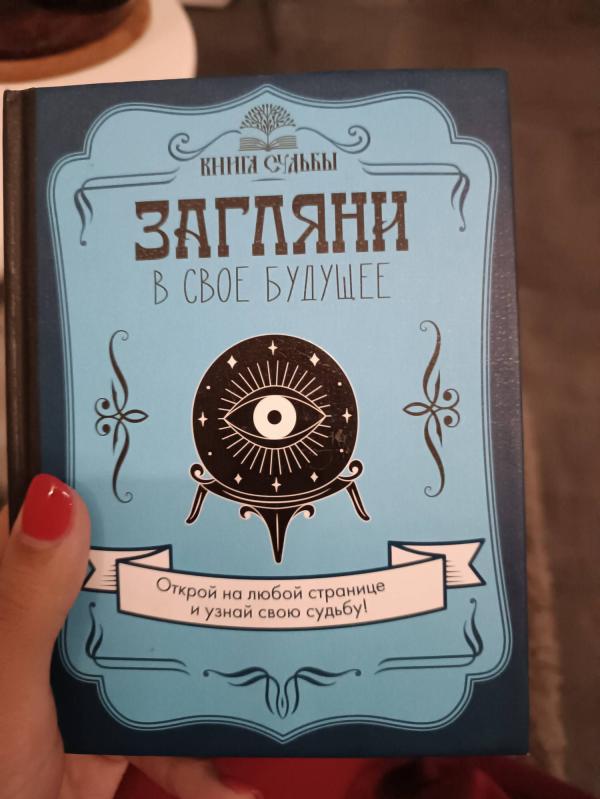 КНИГА СУДЬБЫ
ЗАГЛЯНИ
В СВОЕ БУДУЩЕЕ
Открой на любой странице
и узнай свою судьбу!